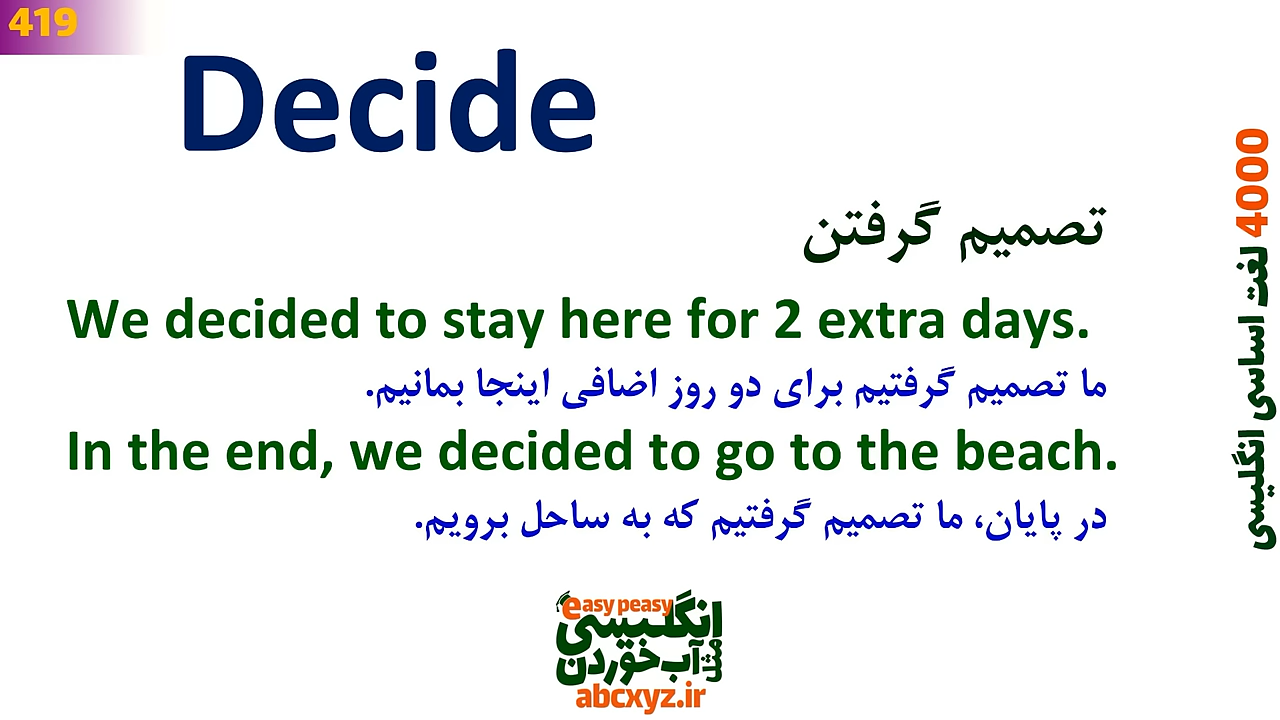 419
Decide
تصمیم گرفتن
We decided to stay here for 2 extra days.
ما تصمیم گرفتیم برای دو روز اضافی اینجا بمانیم.
In the end, we decided to go to the beach.
در پایان، ما تصمیم گرفتیم که به ساحل برویم.
4000 لغت اساسی انگلیسی
easy peasy
انگلیسی
مثل آب خوردن
abcxyz.ir